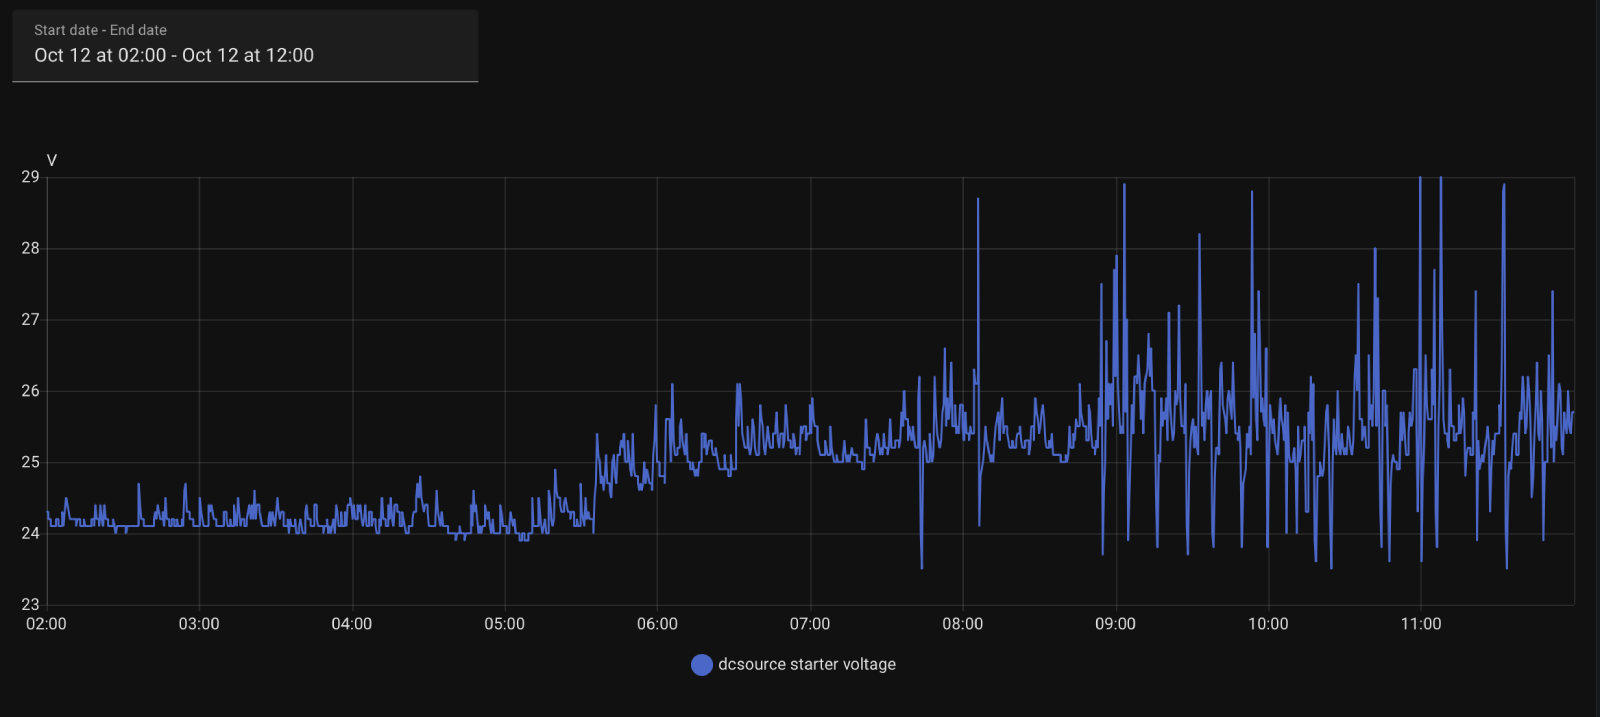 Start date - End date
Oct 12 at 02:00 - Oct 12 at 12:00
V
29
28
27
26
25
24
23
02:00 03:00 04:00 05:00 06:00 07:00 08:00 09:00 10:00 11:00
dcsource starter voltage